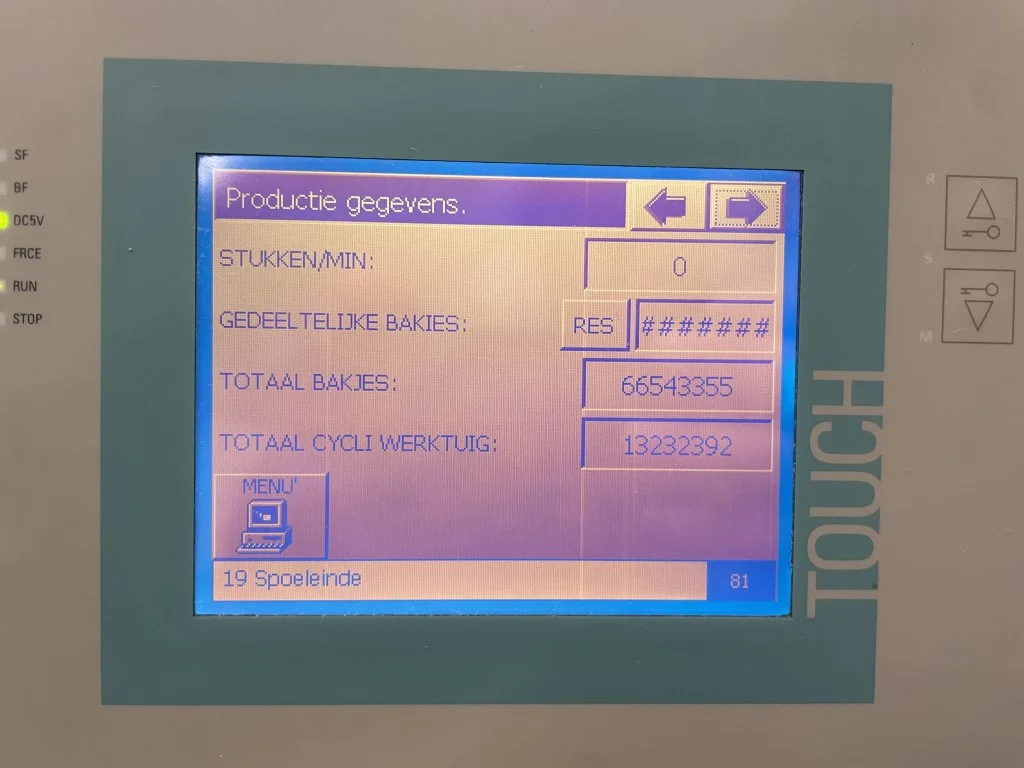 SF
BF
DC5V
FRCE
RUN
STOP
Productie gegevens.
STUKKEN/MIN: 0
GEDEELTELIJKE BAKIES: RES #######
TOTAAL BAKJES: 66543355
TOTAAL CYCLI WERKTUIG: 13232392
MENU'
19 Spoeleinde 81
TOUCH
R
S
M